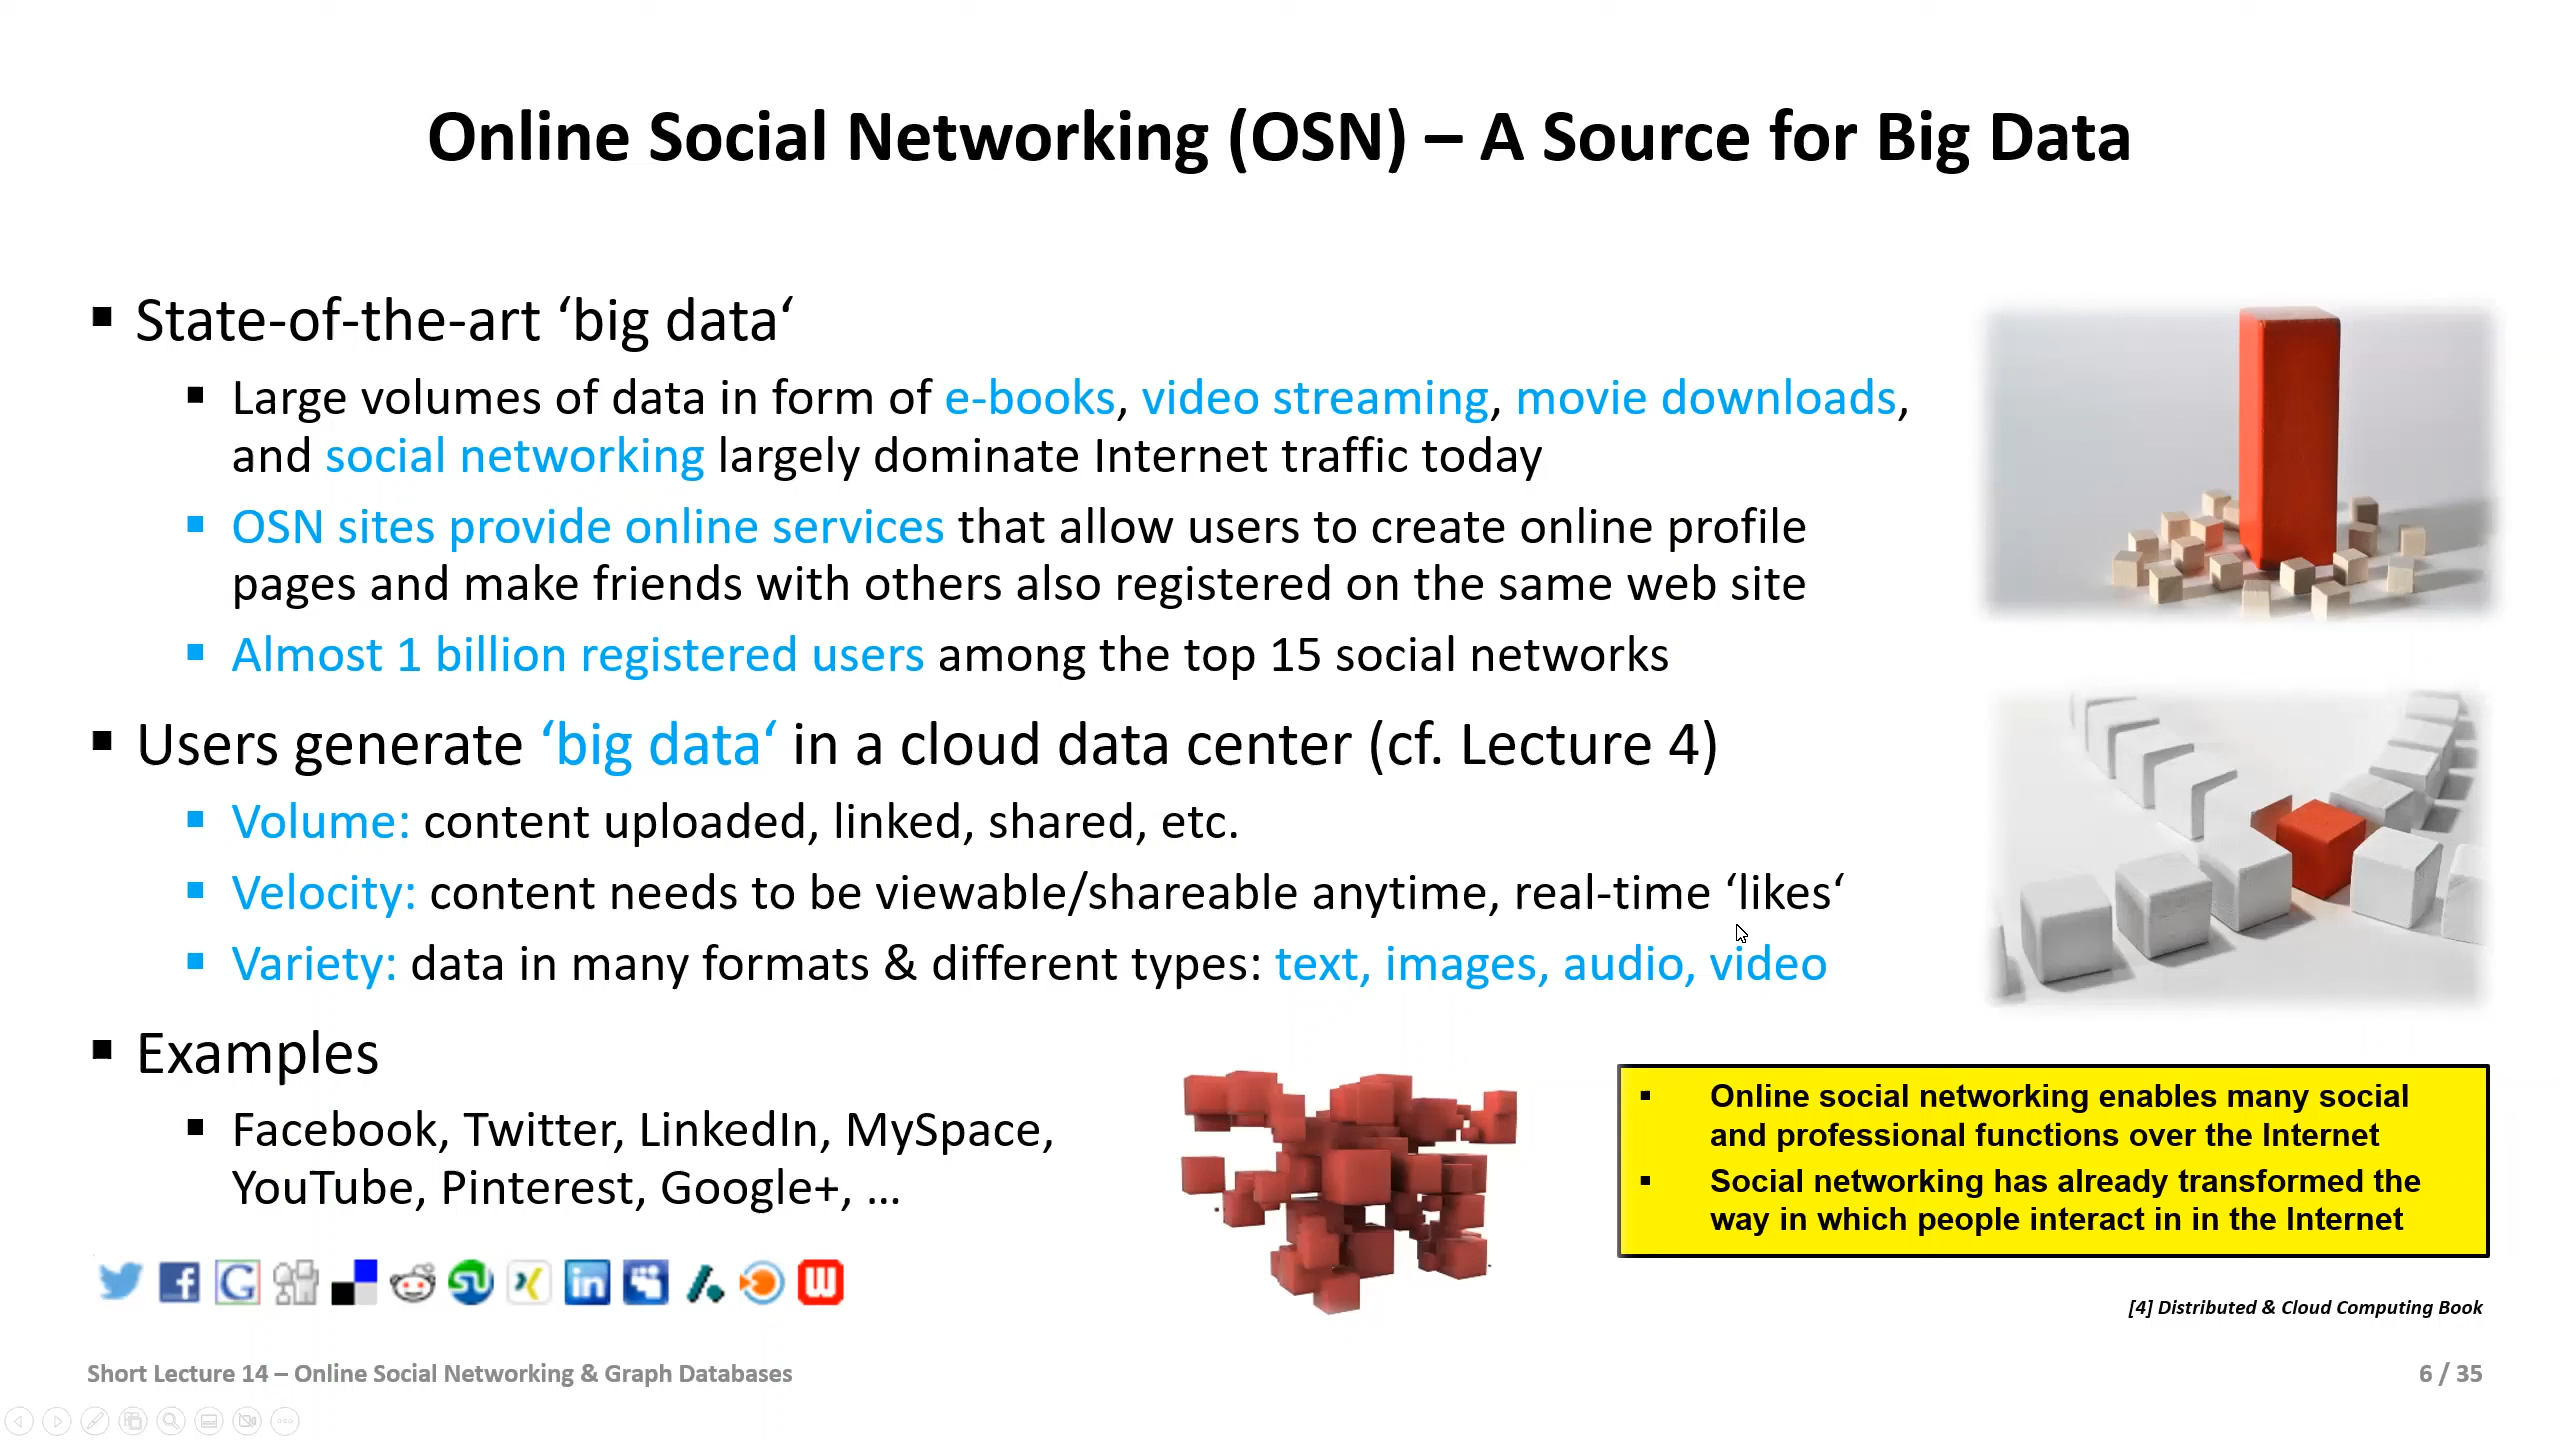 Online Social Networking (OSN) – A Source for Big Data
State-of-the-art ‘big data‘
Large volumes of data in form of e-books, video streaming, movie downloads,
and social networking largely dominate Internet traffic today
OSN sites provide online services that allow users to create online profile
pages and make friends with others also registered on the same web site
Almost 1 billion registered users among the top 15 social networks
Users generate ‘big data‘ in a cloud data center (cf. Lecture 4)
Volume: content uploaded, linked, shared, etc.
Velocity: content needs to be viewable/shareable anytime, real-time ‘likes‘
Variety: data in many formats & different types: text, images, audio, video
Examples
Facebook, Twitter, LinkedIn, MySpace,
YouTube, Pinterest, Google+, ...
Online social networking enables many social
and professional functions over the Internet
Social networking has already transformed the
way in which people interact in in the Internet
[4] Distributed & Cloud Computing Book
Short Lecture 14 – Online Social Networking & Graph Databases
6 / 35